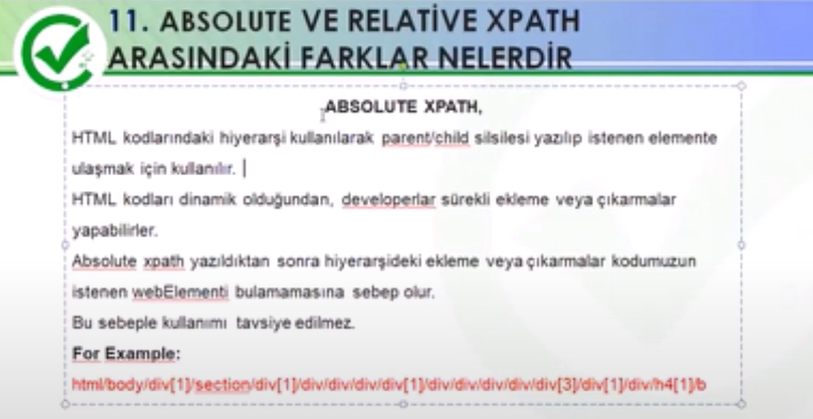 11. ABSOLUTE VE RELATİVE XPATH
ARASINDAKİ FARKLAR NELERDİR
ABSOLUTE XPATH,
HTML kodlarındaki hiyerarşi kullanılarak parent/child silsilesi yazılıp istenen elemente
ulaşmak için kullanılır.
HTML kodları dinamik olduğundan, developerlar sürekli ekleme veya çıkarmalar
yapabilirler.
Absolute xpath yazıldıktan sonra hiyerarşideki ekleme veya çıkarmalar kodumuzun
istenen webElementi bulamamasına sebep olur.
Bu sebeple kullanımı tavsiye edilmez.
For Example:
html/body/div[1]/section/div[1]/div/div/div/div[1]/div/div/div/div/div[3]/div[1]/div/h4[1]/b